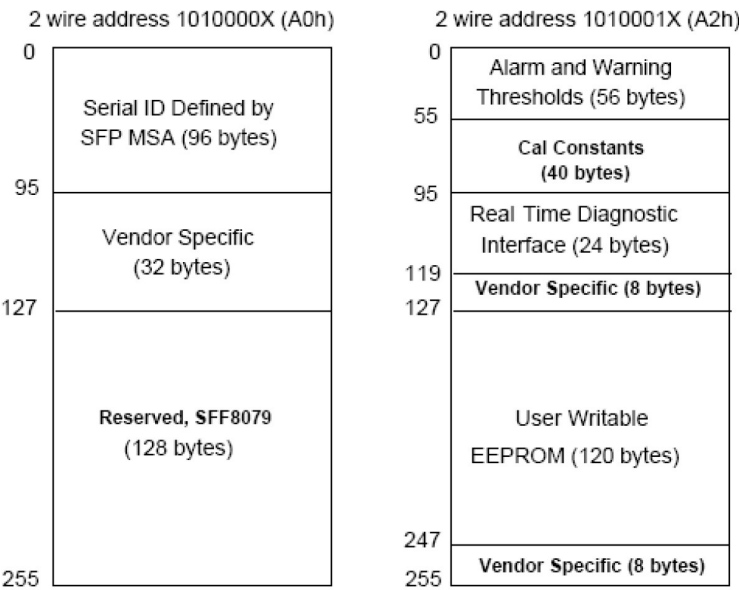 2 wire address 1010000X (A0h)
0
Serial ID Defined by
SFP MSA (96 bytes)
95
Vendor Specific
(32 bytes)
127
Reserved, SFF8079
(128 bytes)
255
2 wire address 1010001X (A2h)
0
Alarm and Warning
Thresholds (56 bytes)
55
Cal Constants
(40 bytes)
95
Real Time Diagnostic
Interface (24 bytes)
119
Vendor Specific (8 bytes)
127
User Writable
EEPROM (120 bytes)
247
Vendor Specific (8 bytes)
255